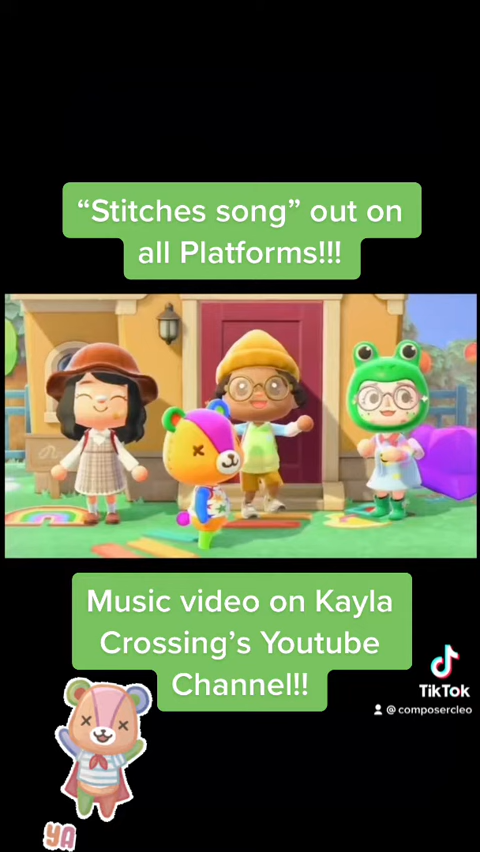 “Stitches song” out on
all Platforms!!!
Music video on Kayla
Crossing’s Youtube
Channel!!
TikTok
@composercleo
YA